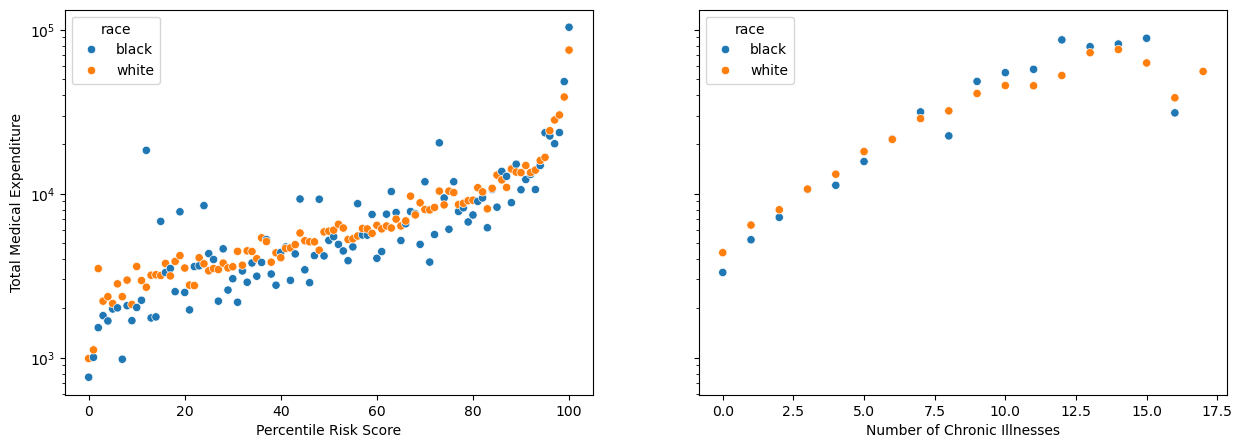 race
black
white
Total Medical Expenditure
10^5
10^4
10^3
0 20 40 60 80 100
Percentile Risk Score
race
black
white
0.0 2.5 5.0 7.5 10.0 12.5 15.0 17.5
Number of Chronic Illnesses